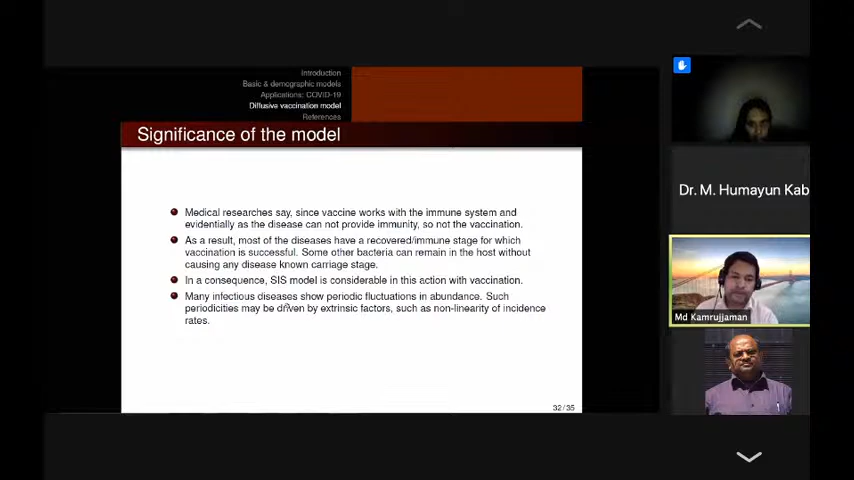 Introduction
Basic & demographic models
Applications: COVID-19
Diffusive vaccination model
References
Significance of the model
Medical researches say, since vaccine works with the immune system and
evidentially as the disease can not provide immunity, so not the vaccination.
As a result, most of the diseases have a recovered/immune stage for which
vaccination is successful. Some other bacteria can remain in the host without
causing any disease known carriage stage.
In a consequence, SIS model is considerable in this action with vaccination.
Many infectious diseases show periodic fluctuations in abundance. Such
periodicities may be driven by extrinsic factors, such as non-linearity of incidence
rates.
32/35
Dr. M. Humayun Kab
Md Kamrujjaman